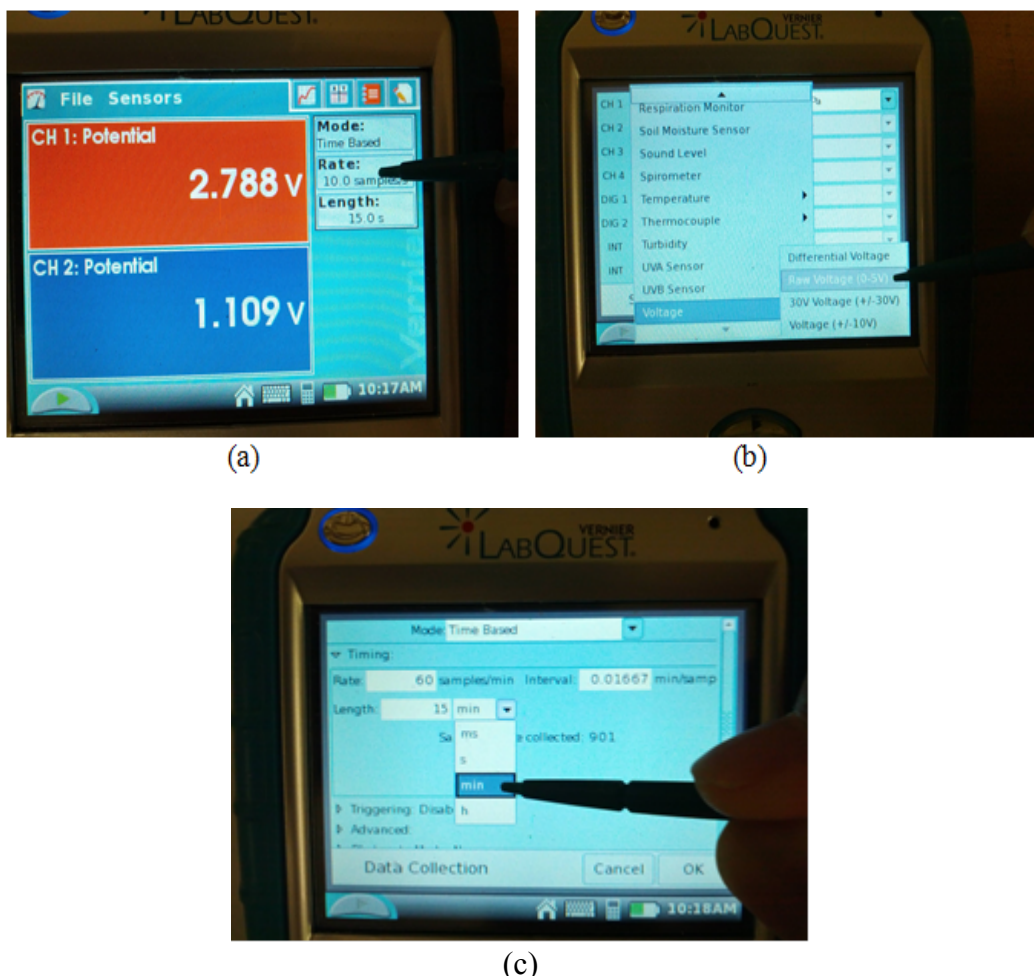 LABQUEST.
File Sensors
CH 1: Potential
2.788 V
CH 2: Potential
1.109 V
Mode:
Time Based
Rate:
10.0 samples/s
Length:
15.0 s
Vernier
10:17AM
(a)
VERNIER
LABQUEST.
CH 1
CH 2
CH 3
CH 4
DIG 1
DIG 2
INT
INT
Respiration Monitor
Soil Moisture Sensor
Sound Level
Spirometer
Temperature
Thermocouple
Turbidity
UVA Sensor
UVB Sensor
Voltage
Differential Voltage
Raw Voltage (0-5V)
30V Voltage (+/-30V)
Voltage (+/-10V)
(b)
VERNIER
LABQUEST.
Mode: Time Based
Timing:
Rate: 60 samples/min Interval: 0.01667 min/samp
Length: 15 min
Sa e collected: 901
ms
s
min
h
Triggering: Disab
Advanced:
Data Collection Cancel OK
10:18AM
(c)